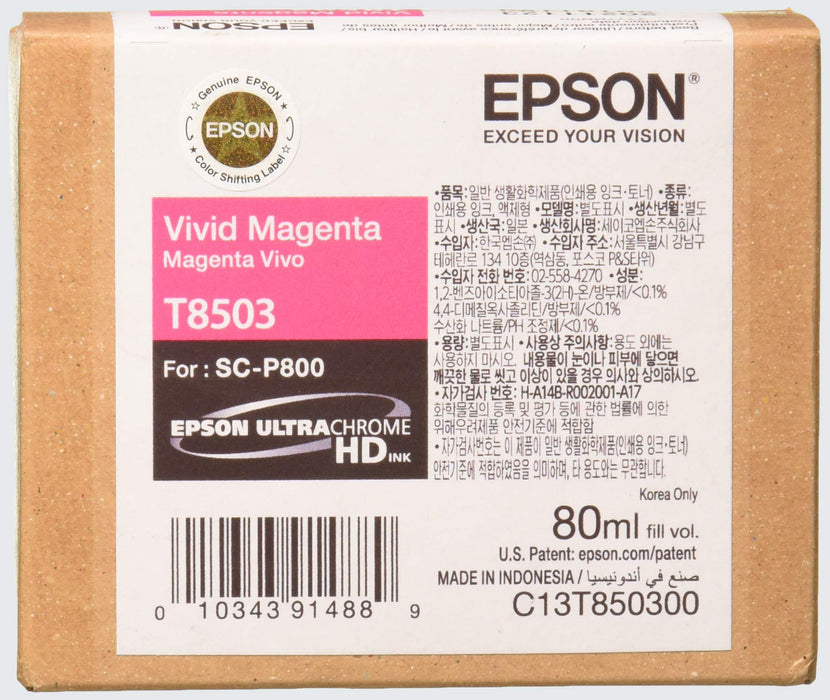 EPSON
Vivid Magenta
Genuine EPSON
EPSON
Color Shifting Label
EPSON®
EXCEED YOUR VISION
Vivid Magenta
Magenta Vivo
T8503
For : SC-P800
EPSON ULTRACHROME
HD INK
•품목:일반 생활화학제품(인쇄용 잉크·토너) •종류:
인쇄용 잉크, 액체형 •모델명:별도표시 •생산년월:별도
표시 •생산국:일본 •생산회사명:세이코엡손주식회사
•수입자:한국엡손㈜ •수입자 주소:서울특별시 강남구
테헤란로 134 10층(역삼동, 포스코 P&S타워)
•수입자 전화 번호:02-558-4270 •성분:
1,2-벤즈아이소티아졸-3(2H)-온/방부제/<0.1%
4,4-디메칠옥사졸리딘/방부제/<0.1%
수산화 나트륨/PH 조정제/<0.1%
•용량:별도표시 •사용상 주의사항:용도 외에는
사용하지 마시오. 내용물이 눈이나 피부에 닿으면
깨끗한 물로 씻고 이상이 있을 경우 의사와 상의하시오.
•자가검사 번호: H-A14B-R002001-A17
화학물질의 등록 및 평가 등에 관한 법률에 의한
위해우려제품 안전기준에 적합함
•자가검사번호는 이 제품이 일반 생활화학제품(인쇄용 잉크·토너)
안전기준에 적합하였음을 의미하며, 타 용도와는 무관합니다.
Korea Only
80ml fill vol.
U.S. Patent: epson.com/patent
MADE IN INDONESIA / صنع في أندونيسيا
C13T850300
0 10343 91488 9